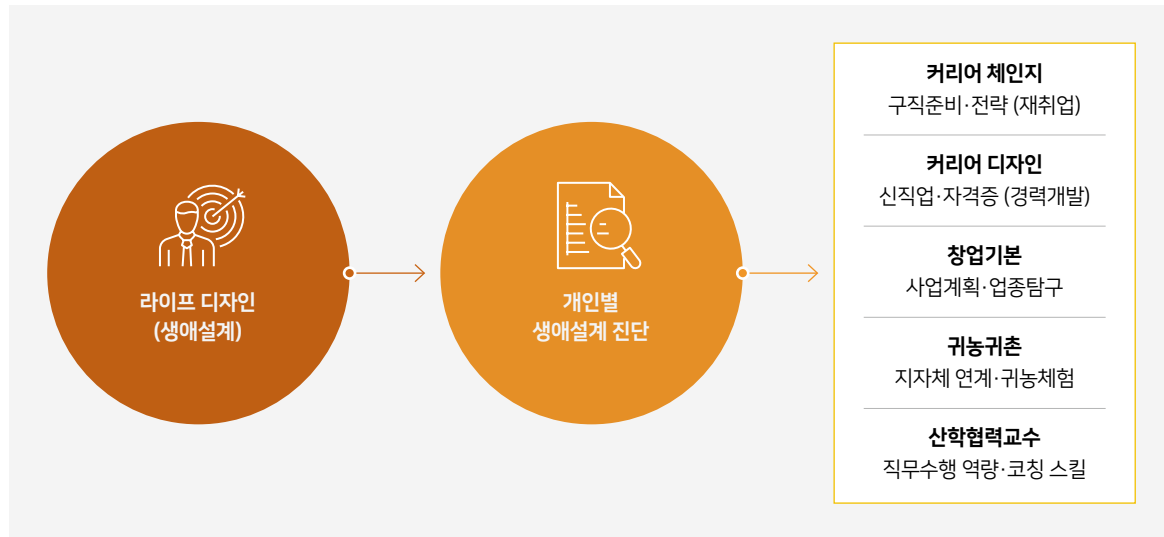 라이프 디자인
(생애설계)
개인별
생애설계 진단
커리어 체인지
구직준비·전략 (재취업)
커리어 디자인
신직업·자격증 (경력개발)
창업기본
사업계획·업종탐구
귀농귀촌
지자체 연계·귀농체험
산학협력교수
직무수행 역량·코칭 스킬